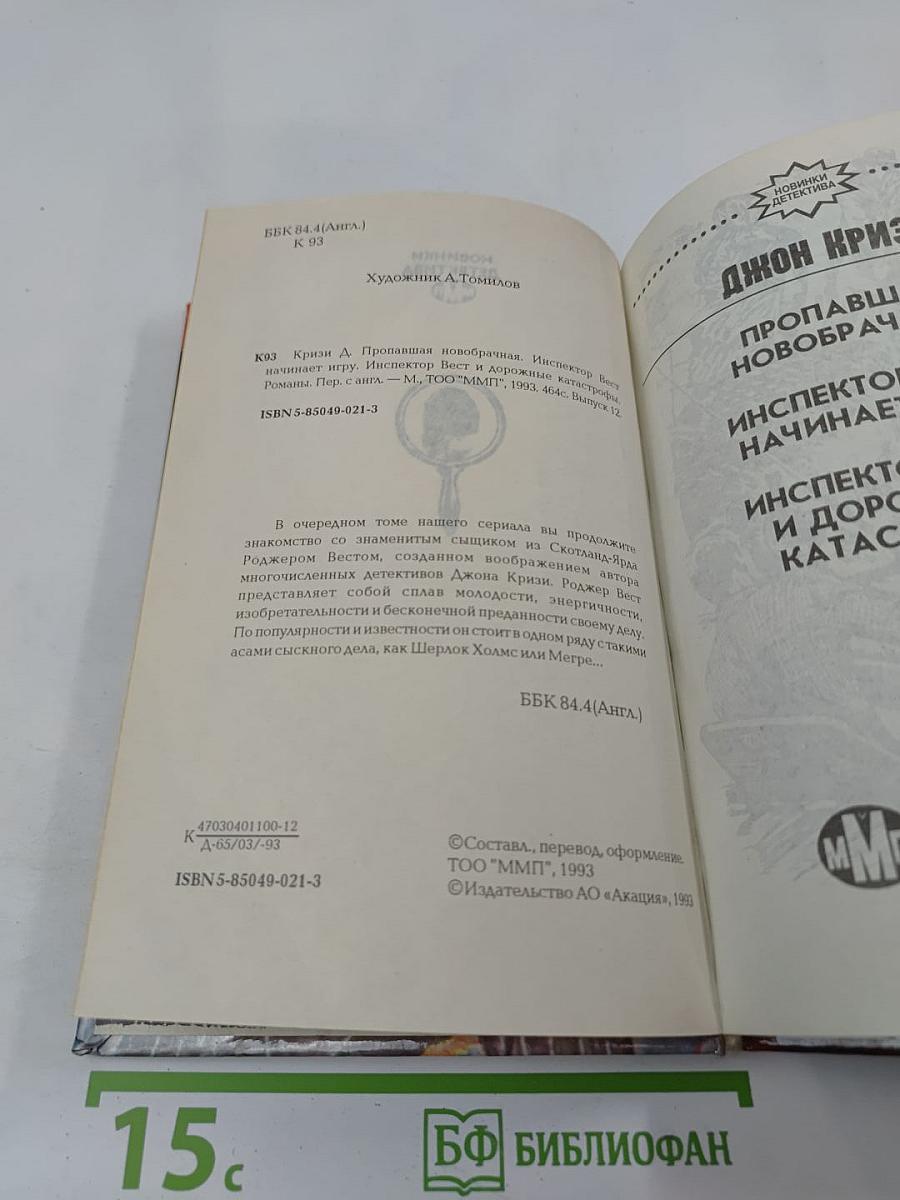 ББК 84.4(Англ.)
К 93
Художник А.Томилов
К93 Кризи Д. Пропавшая новобрачная. Инспектор Вест
начинает игру. Инспектор Вест и дорожные катастрофы.
Романы. Пер. с англ. — М., ТОО "ММП", 1993, 464с. Выпуск 12.
ISBN 5-85049-021-3
В очередном томе нашего сериала вы продолжите
знакомство со знаменитым сыщиком из Скотланд-Ярда
Роджером Вестом, созданном воображением автора
многочисленных детективов Джона Кризи. Роджер Вест
представляет собой сплав молодости, энергичности,
изобретательности и бесконечной преданности своему делу.
По популярности и известности он стоит в одном ряду с такими
асами сыскного дела, как Шерлок Холмс или Мегре...
ББК 84.4(Англ.)
К 47030401100-12
Д-65/03/-93
ISBN 5-85049-021-3
©Составл., перевод, оформление.
ТОО "ММП", 1993
©Издательство АО «Акация», 1993
НОВИНКИ
ДЕТЕКТИВА
ДЖОН КРИЗ
ПРОПАВШ
НОВОБРАЧ
ИНСПЕКТОР
НАЧИНАЕТ
ИНСПЕКТО
И ДОРО
КАТАС
ММП
15 с
БФ БИБЛИОФАН